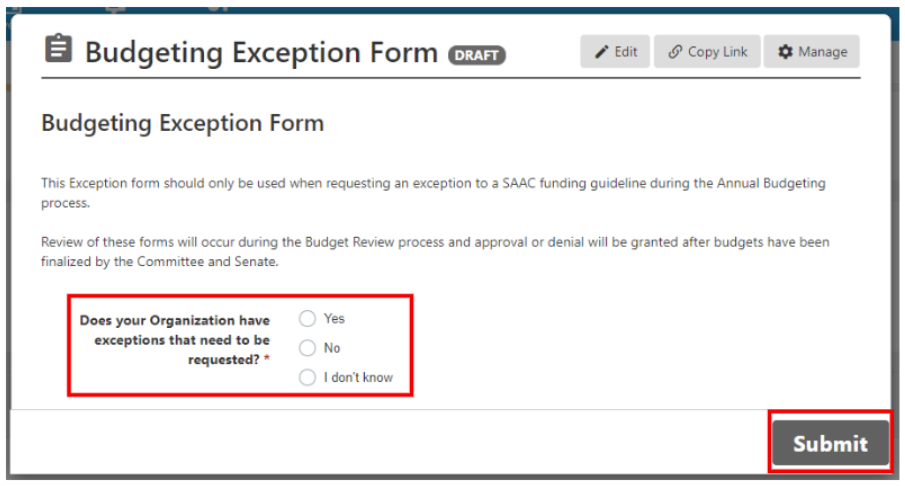 Budgeting Exception Form DRAFT
Edit
Copy Link
Manage
Budgeting Exception Form
This Exception form should only be used when requesting an exception to a SAAC funding guideline during the Annual Budgeting
process.
Review of these forms will occur during the Budget Review process and approval or denial will be granted after budgets have been
finalized by the Committee and Senate.
Does your Organization have
exceptions that need to be
requested? *
Yes
No
I don't know
Submit